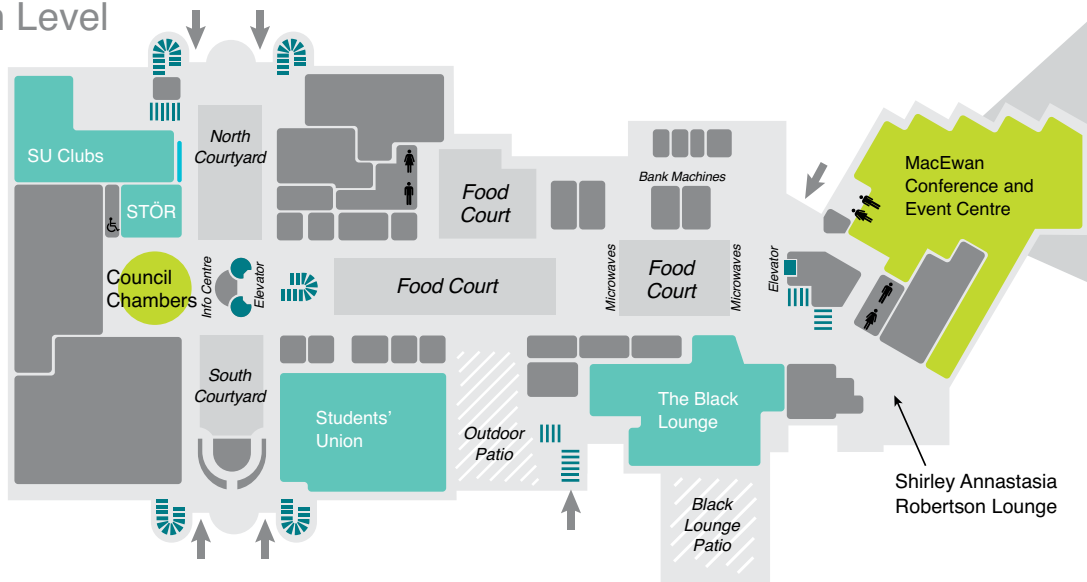 Level
SU Clubs
STÖR
North
Courtyard
Food
Court
Bank Machines
MacEwan
Conference and
Event Centre
Council
Chambers
Info Centre
Elevator
Food Court
Microwaves
Food
Court
Microwaves
Elevator
South
Courtyard
Students’
Union
Outdoor
Patio
The Black
Lounge
Black
Lounge
Patio
Shirley Annastasia
Robertson Lounge